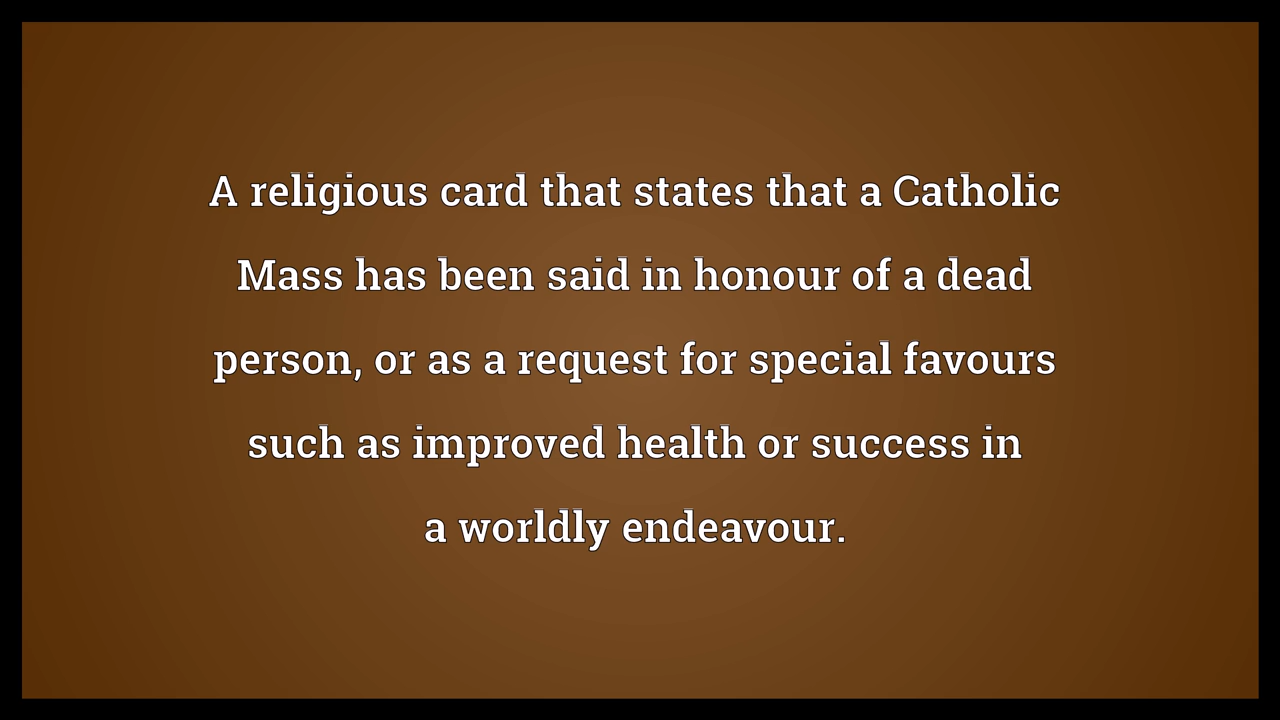 A religious card that states that a Catholic
Mass has been said in honour of a dead
person, or as a request for special favours
such as improved health or success in
a worldly endeavour.